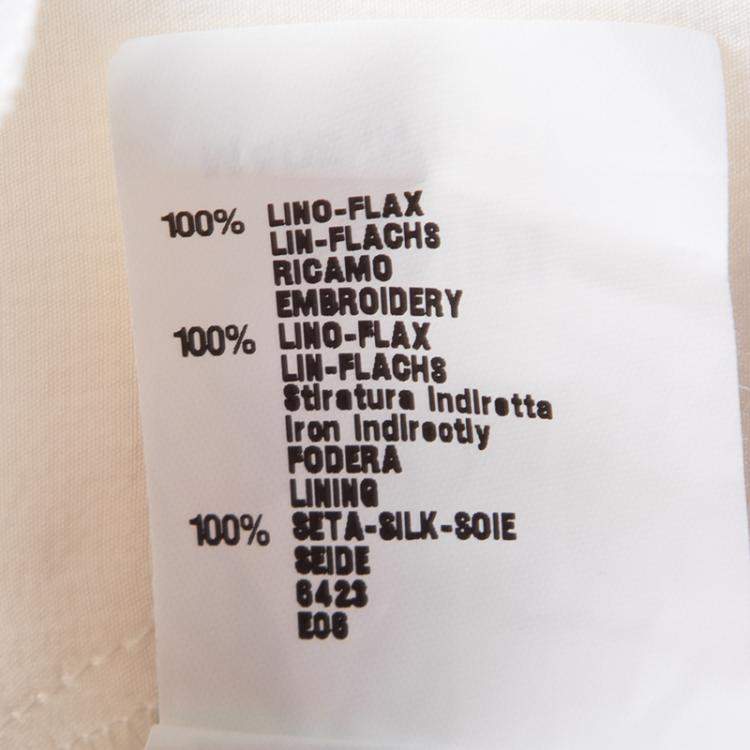 100% LINO-FLAX
LIN-FLACHS
RICAMO
EMBROIDERY
100% LINO-FLAX
LIN-FLACHS
Stiratura indiretta
Iron indirectly
FODERA
LINING
100% SETA-SILK-SOIE
SEIDE
6423
E06